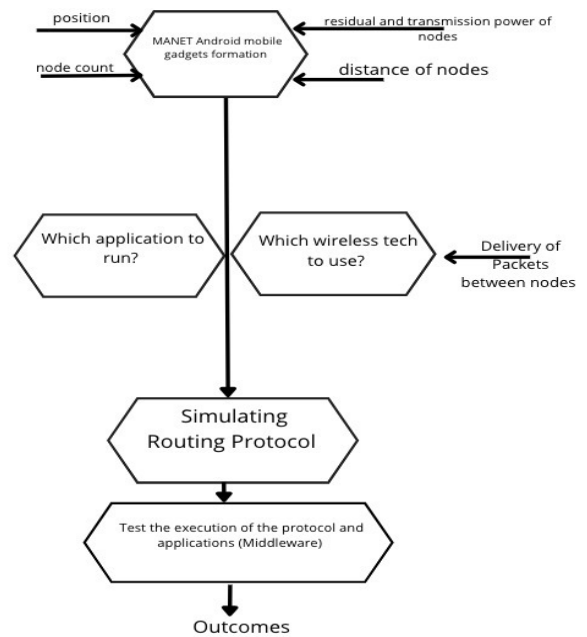 position
MANET Android mobile
gadgets formation
residual and transmission power of
nodes
node count
distance of nodes
Which application to
run?
Which wireless tech
to use?
Delivery of
Packets
between nodes
Simulating
Routing Protocol
Test the execution of the protocol and
applications (Middleware)
Outcomes